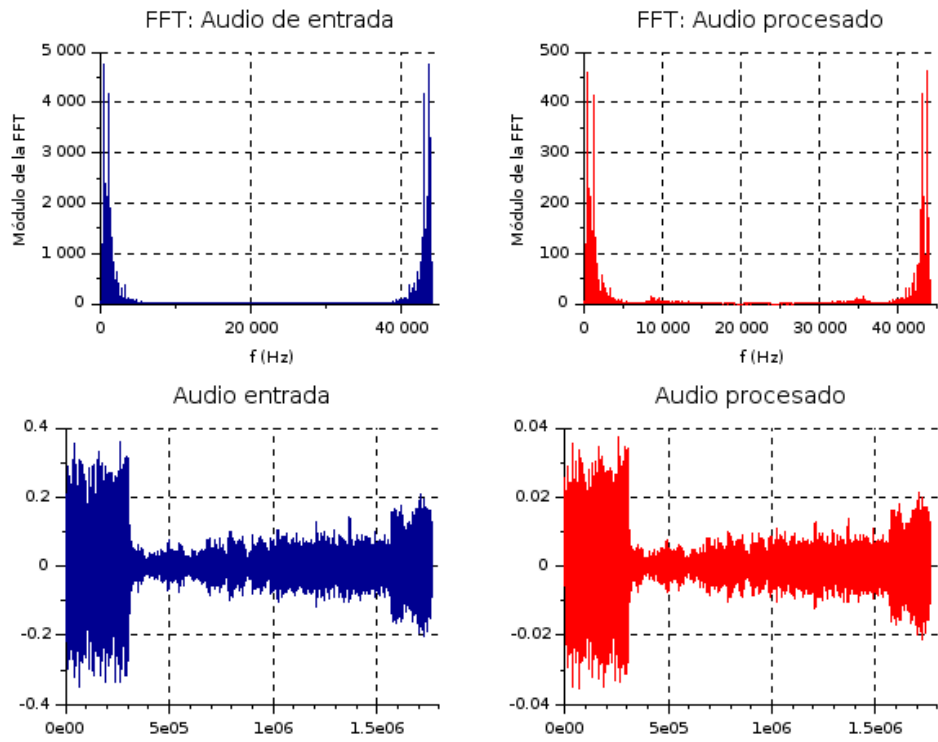 FFT: Audio de entrada
5 000
4 000
3 000
2 000
1 000
0
Módulo de la FFT
0
20 000
40 000
f (Hz)
FFT: Audio procesado
500
400
300
200
100
0
Módulo de la FFT
0
10 000
20 000
30 000
40 000
f (Hz)
Audio entrada
0.4
0.2
0
-0.2
-0.4
0e00
5e05
1e06
1.5e06
Audio procesado
0.04
0.02
0
-0.02
-0.04
0e00
5e05
1e06
1.5e06